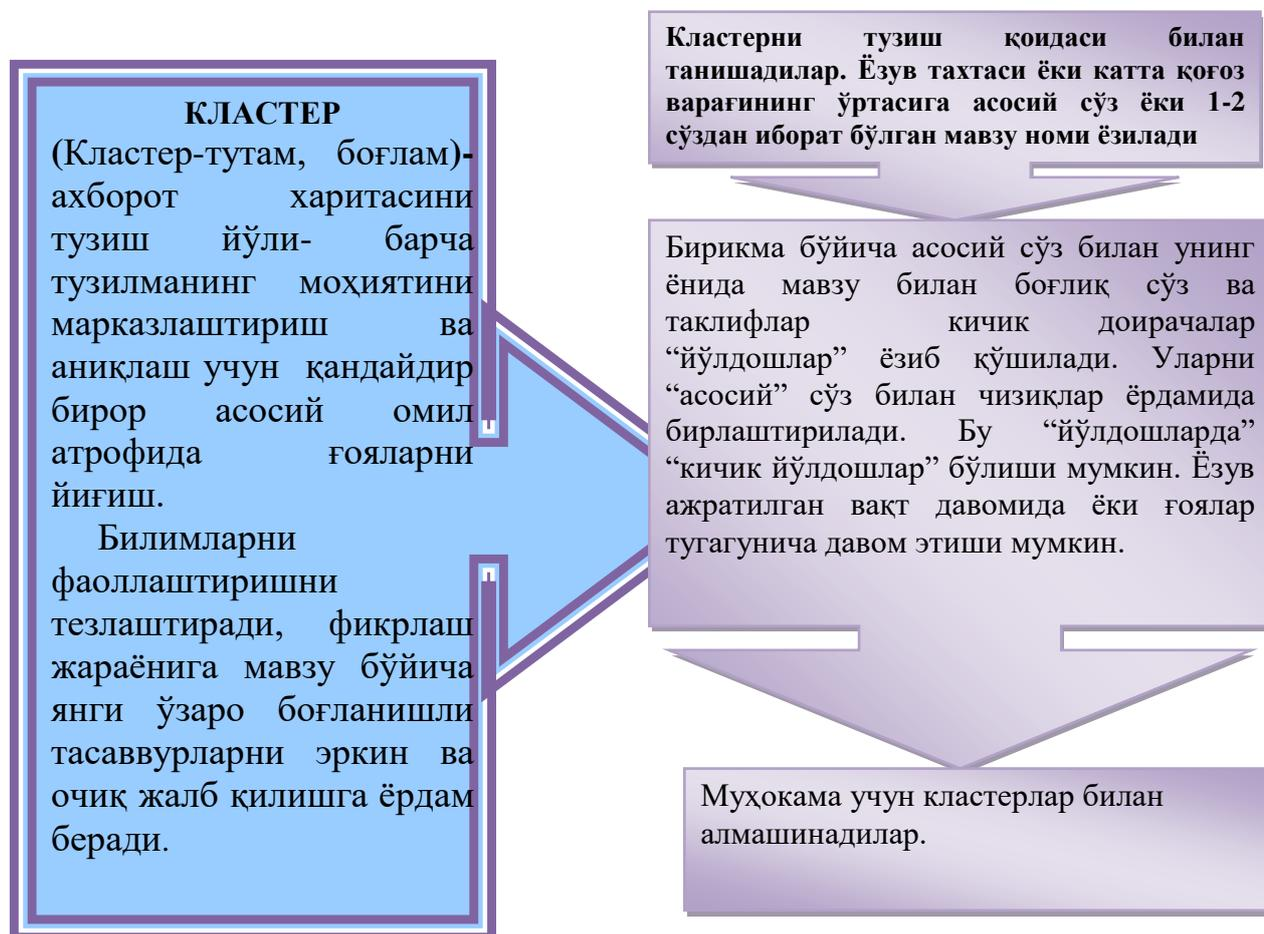 КЛАСТЕР
(Кластер-тутам, боғлам)-
ахборот харитасини
тузиш йўли- барча
тузилманинг моҳиятини
марказлаштириш ва
аниқлаш учун қандайдир
бирор асосий омил
атрофида ғояларни
йиғиш.
Билимларни
фаоллаштиришни
тезлаштиради, фикрлаш
жараёнига мавзу бўйича
янги ўзаро боғланишли
тасаввурларни эркин ва
очиқ жалб қилишга ёрдам
беради.
Кластерни тузиш қоидаси билан
танишадилар. Ёзув тахтаси ёки катта қоғоз
варағининг ўртасига асосий сўз ёки 1-2
сўздан иборат бўлган мавзу номи ёзилади
Бирикма бўйича асосий сўз билан унинг
ёнида мавзу билан боғлиқ сўз ва
таклифлар кичик доирачалар
“йўлдошлар” ёзиб қўшилади. Уларни
“асосий” сўз билан чизиқлар ёрдамида
бирлаштирилади. Бу “йўлдошларда”
“кичик йўлдошлар” бўлиши мумкин. Ёзув
ажратилган вақт давомида ёки ғоялар
тугагунича давом этиши мумкин.
Муҳокама учун кластерлар билан
алмашинадилар.